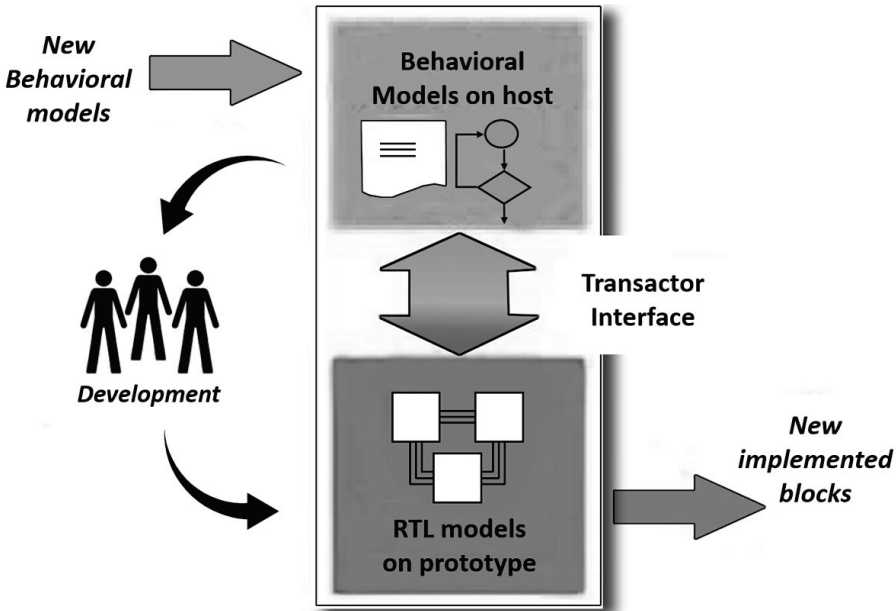 New
Behavioral
models
Behavioral
Models on host
Transactor
Interface
Development
New
implemented
blocks
RTL models
on prototype